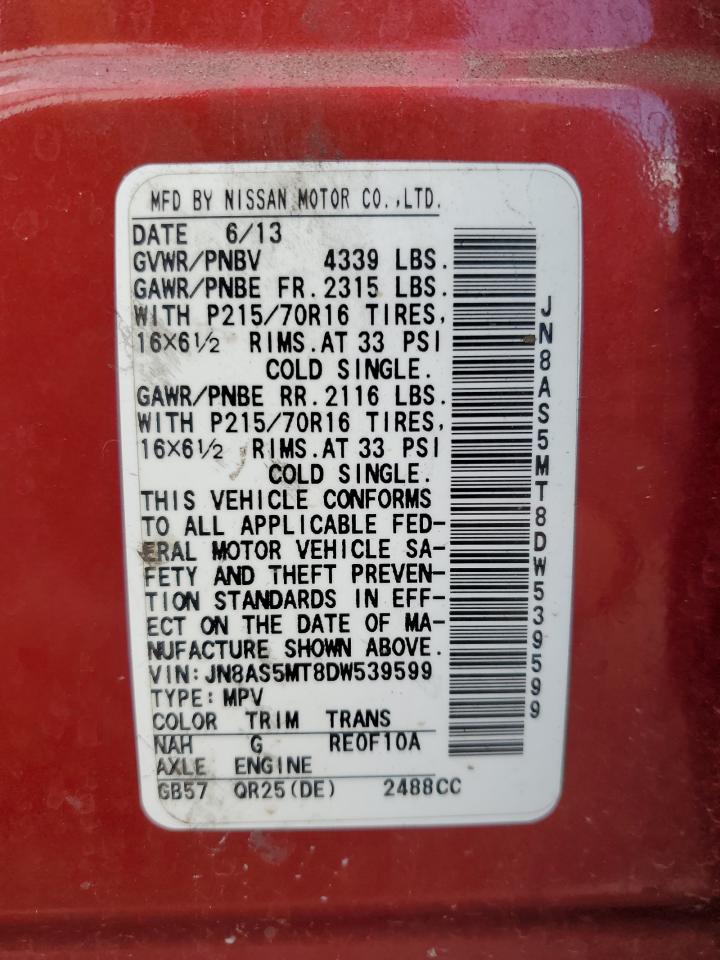 MFD BY NISSAN MOTOR CO.,LTD.
DATE 6/13
GVWR/PNBV 4339 LBS.
GAWR/PNBE FR. 2315 LBS.
WITH P215/70R16 TIRES,
16×6½ RIMS. AT 33 PSI
COLD SINGLE.
GAWR/PNBE RR. 2116 LBS.
WITH P215/70R16 TIRES,
16×6½ RIMS. AT 33 PSI
COLD SINGLE.
THIS VEHICLE CONFORMS
TO ALL APPLICABLE FED-
ERAL MOTOR VEHICLE SA-
FETY AND THEFT PREVEN-
TION STANDARDS IN EFF-
ECT ON THE DATE OF MA-
NUFACTURE SHOWN ABOVE.
VIN: JN8AS5MT8DW539599
TYPE: MPV
COLOR TRIM TRANS
NAH G RE0F10A
AXLE ENGINE
GB57 QR25(DE) 2488CC
JN8AS5MT8DW539599